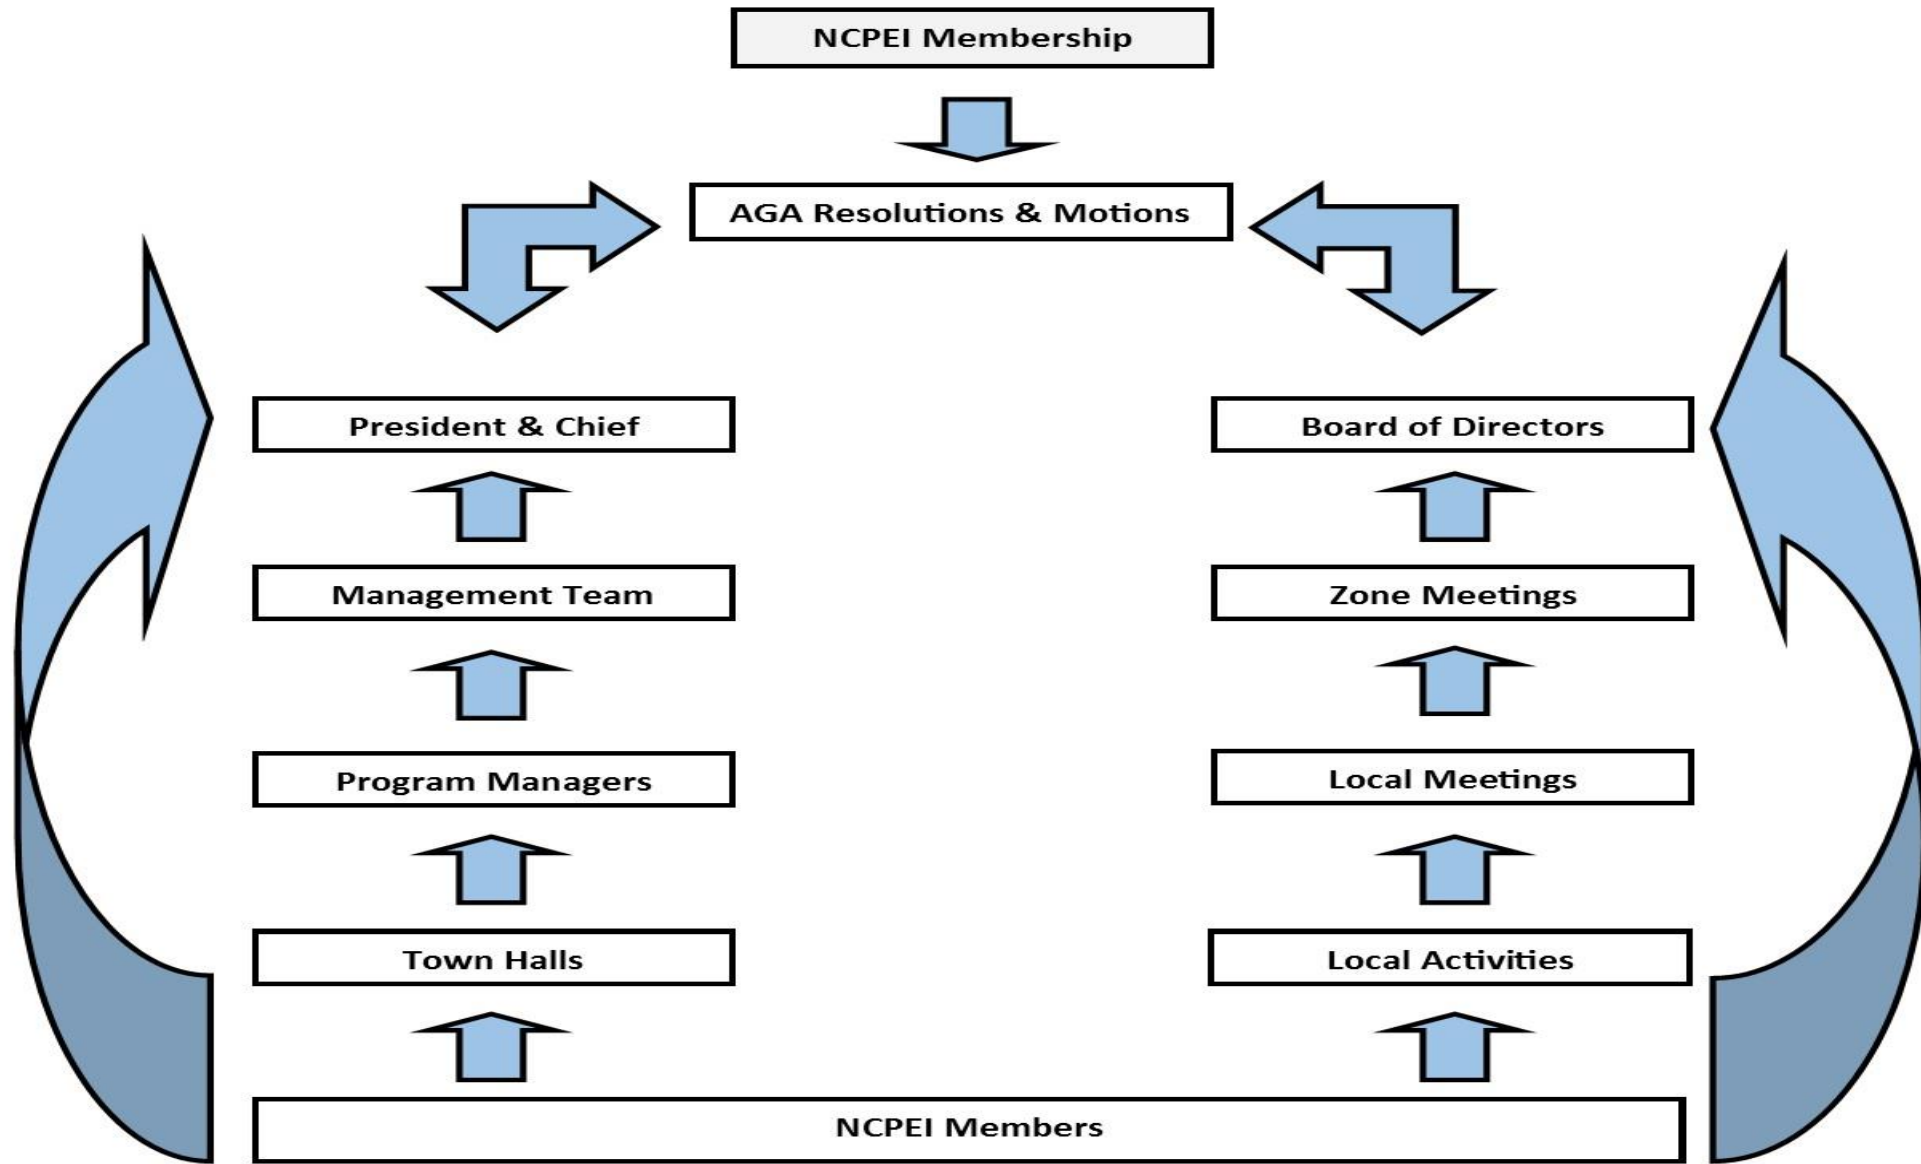 NCPEI Membership
AGA Resolutions & Motions
President & Chief
Board of Directors
Management Team
Zone Meetings
Program Managers
Local Meetings
Town Halls
Local Activities
NCPEI Members